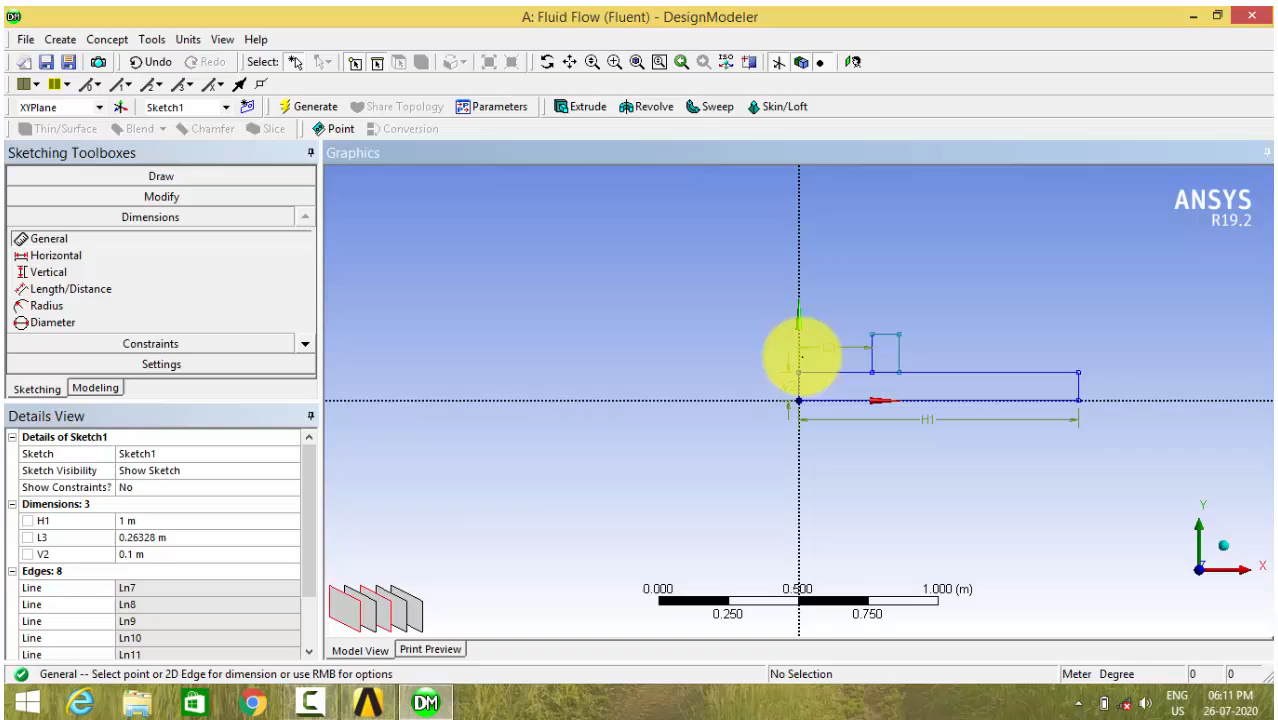 A: Fluid Flow (Fluent) - DesignModeler
File Create Concept Tools Units View Help
Undo Redo Select:
XYPlane Sketch1 Generate Share Topology Parameters Extrude Revolve Sweep Skin/Loft
Thin/Surface Blend Chamfer Slice Point Conversion
Sketching Toolboxes
Draw
Modify
Dimensions
General
Horizontal
Vertical
Length/Distance
Radius
Diameter
Constraints
Settings
Sketching Modeling
Details View
Details of Sketch1
Sketch Sketch1
Sketch Visibility Show Sketch
Show Constraints? No
Dimensions: 3
H1 1 m
L3 0.26328 m
V2 0.1 m
Edges: 8
Line Ln7
Line Ln8
Line Ln9
Line Ln10
Line Ln11
Graphics
ANSYS
R19.2
L3
V2
H1
Y
X
Z
0.000 0.500 1.000 (m)
0.250 0.750
Model View Print Preview
General -- Select point or 2D Edge for dimension or use RMB for options No Selection Meter Degree 0 0
ENG 06:11 PM
US 26-07-2020